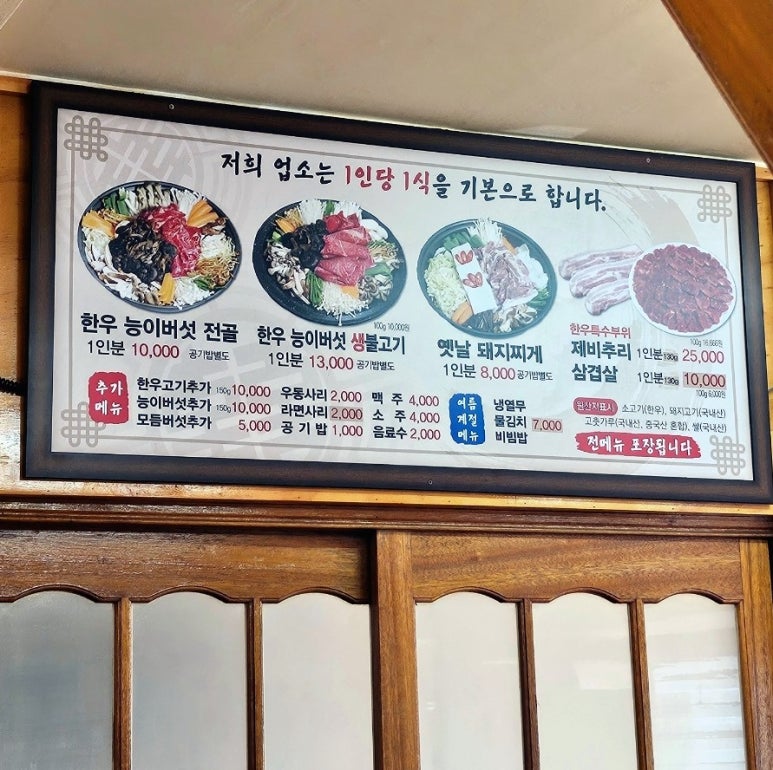 저희 업소는 1인당 1식을 기본으로 합니다.
한우 능이버섯 전골
1인분 10,000 공기밥별도
100g 10,000원
한우 능이버섯 생불고기
1인분 13,000 공기밥별도
옛날 돼지찌게
1인분 8,000 공기밥별도
한우특수부위
100g 16,666원
제비추리 1인분 130g 25,000
삼겹살 1인분 130g 10,000
추가
메뉴
한우고기추가 150g 10,000
능이버섯추가 150g 10,000
모듬버섯추가 5,000
우동사리 2,000
라면사리 2,000
공기밥 1,000
맥주 4,000
소주 4,000
음료수 2,000
여름
계절
메뉴
냉열무
물김치 7,000
비빔밥
원산지표시 소고기(한우), 돼지고기(국내산)
고춧가루(국내산, 중국산 혼합), 쌀(국내산)
전메뉴 포장됩니다